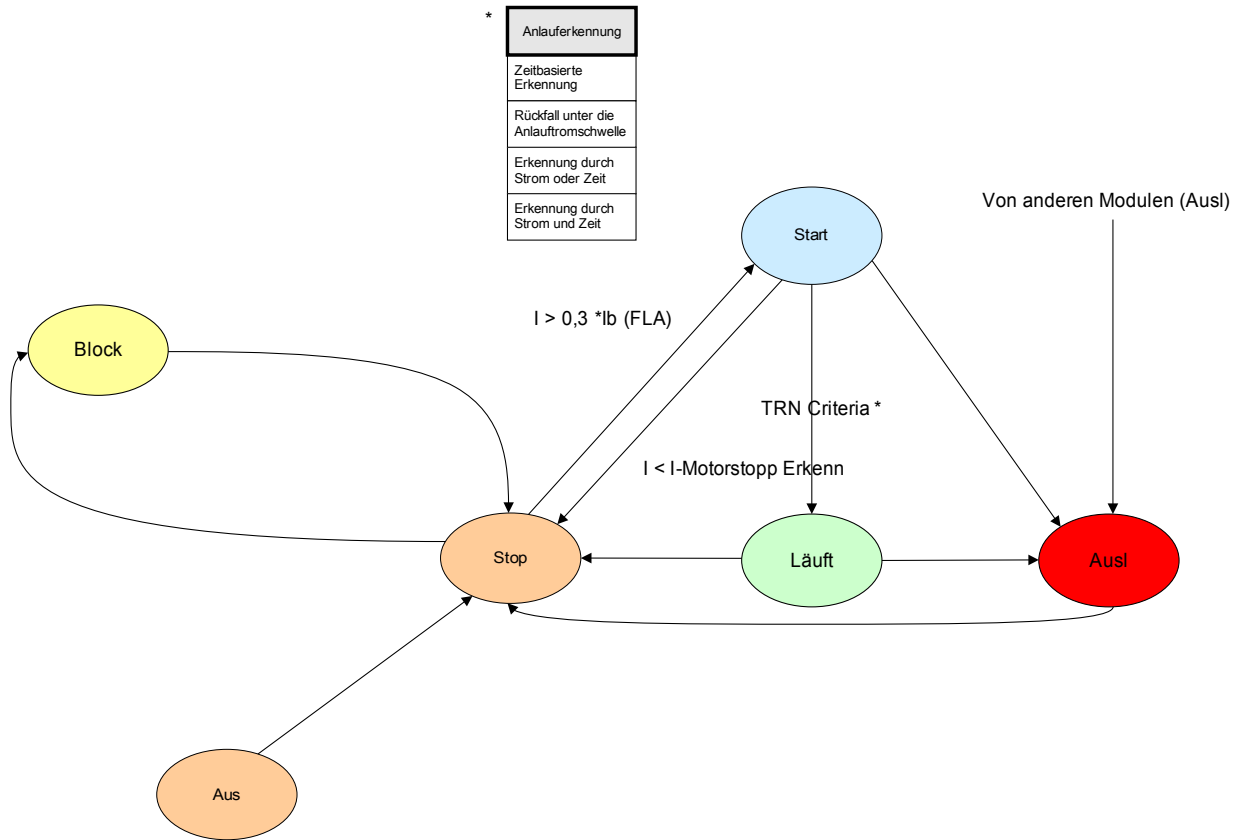 *
Anlauferkennung
Zeitbasierte
Erkennung
Rückfall unter die
Anlauftromschwelle
Erkennung durch
Strom oder Zeit
Erkennung durch
Strom und Zeit
Von anderen Modulen (Ausl)
Start
I > 0,3 *Ib (FLA)
Block
TRN Criteria *
I < I-Motorstopp Erkenn
Stop
Läuft
Ausl
Aus